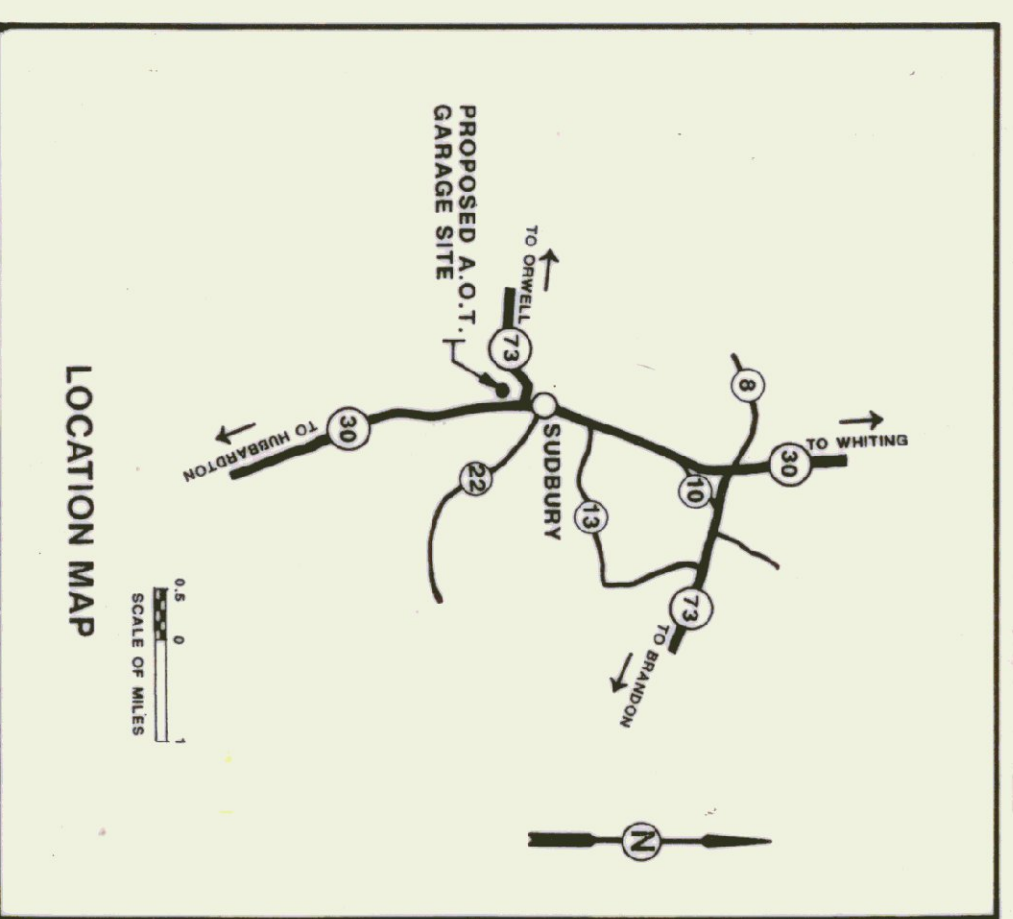 TO WHITING
30
8
10
73
TO BRANDON
13
SUDBURY
TO ORWELL
73
PROPOSED A.O.T.
GARAGE SITE
22
30
TO HUBBARDTON
N
0.5 0 1
SCALE OF MILES
LOCATION MAP